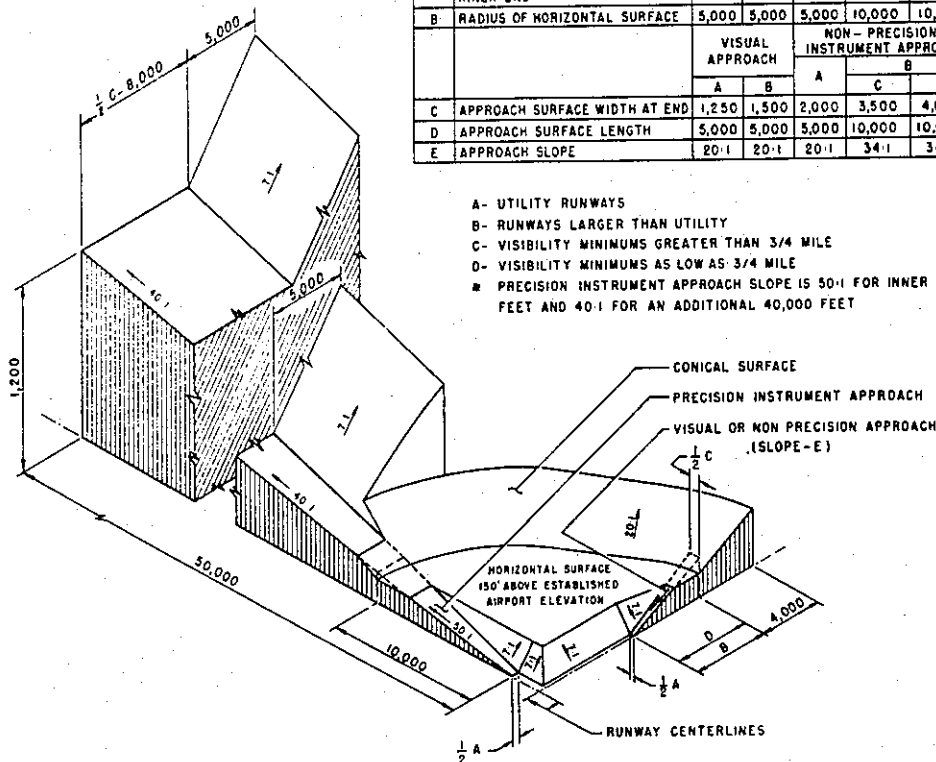 B RADIUS OF HORIZONTAL SURFACE 5,000 5,000 5,000 10,000
VISUAL APPROACH
NON-PRECISION
A B A B
C
C APPROACH SURFACE WIDTH AT END 1,250 1,500 2,000 3,500
D APPROACH SURFACE LENGTH 5,000 5,000 5,000 10,000
E APPROACH SLOPE 20:1 20:1 20:1 34:1
A- UTILITY RUNWAYS
B- RUNWAYS LARGER THAN UTILITY
C- VISIBILITY MINIMUMS GREATER THAN 3/4 MILE
D- VISIBILITY MINIMUMS AS LOW AS 3/4 MILE
* PRECISION INSTRUMENT APPROACH SLOPE IS 50:1 FOR INNER
FEET AND 40:1 FOR AN ADDITIONAL 40,000 FEET
5,000
½ C-8,000
7:1
40:1
5,000
1,200
7:1
CONICAL SURFACE
PRECISION INSTRUMENT APPROACH
VISUAL OR NON PRECISION APPROACH
(SLOPE-E)
½ C
40:1
20:1
50,000
HORIZONTAL SURFACE
150' ABOVE ESTABLISHED
AIRPORT ELEVATION
50:1
10,000
7:1
7:1
7:1
7:1
4,000
D
B
½ A
RUNWAY CENTERLINES
½ A